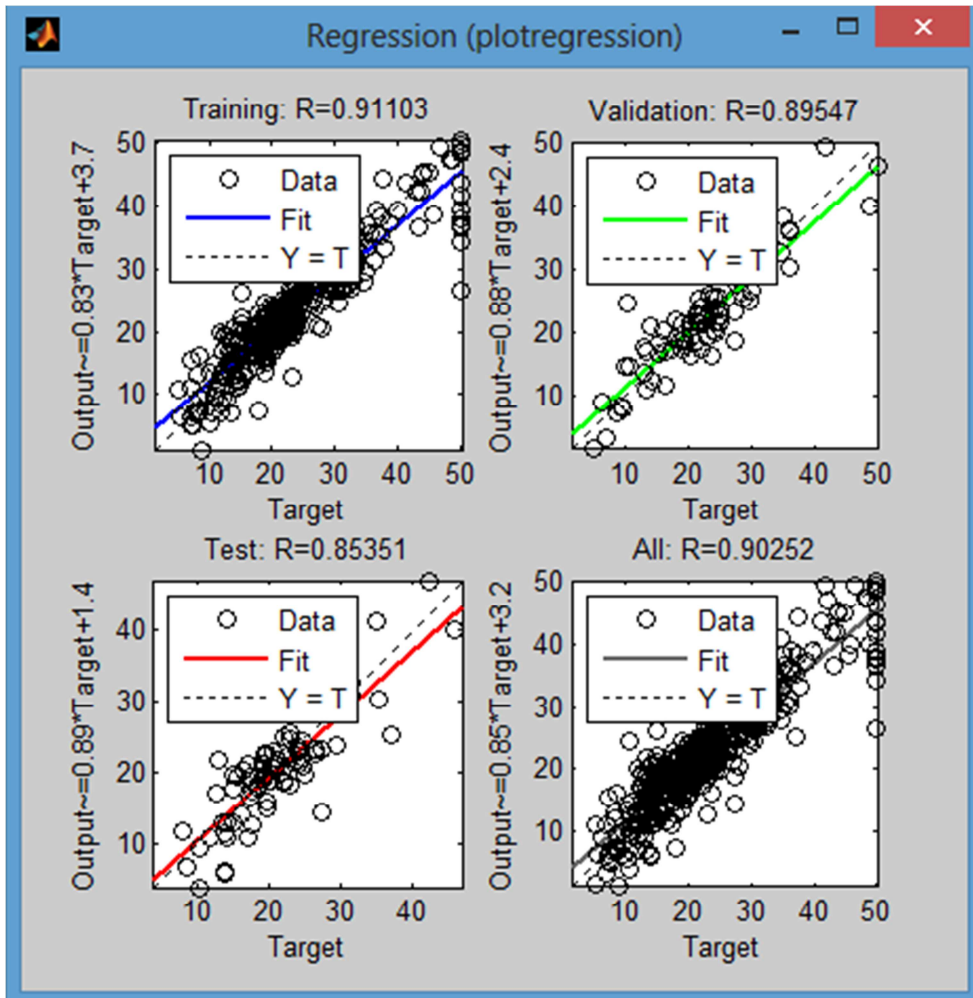 Regression (plotregression)
Training: R=0.91103
Output~=0.83*Target+3.7
50
40
30
20
10
Data
Fit
Y = T
10 20 30 40 50
Target
Validation: R=0.89547
Output~=0.88*Target+2.4
50
40
30
20
10
Data
Fit
Y = T
10 20 30 40 50
Target
Test: R=0.85351
Output~=0.89*Target+1.4
40
30
20
10
Data
Fit
Y = T
10 20 30 40
Target
All: R=0.90252
Output~=0.85*Target+3.2
50
40
30
20
10
Data
Fit
Y = T
10 20 30 40 50
Target